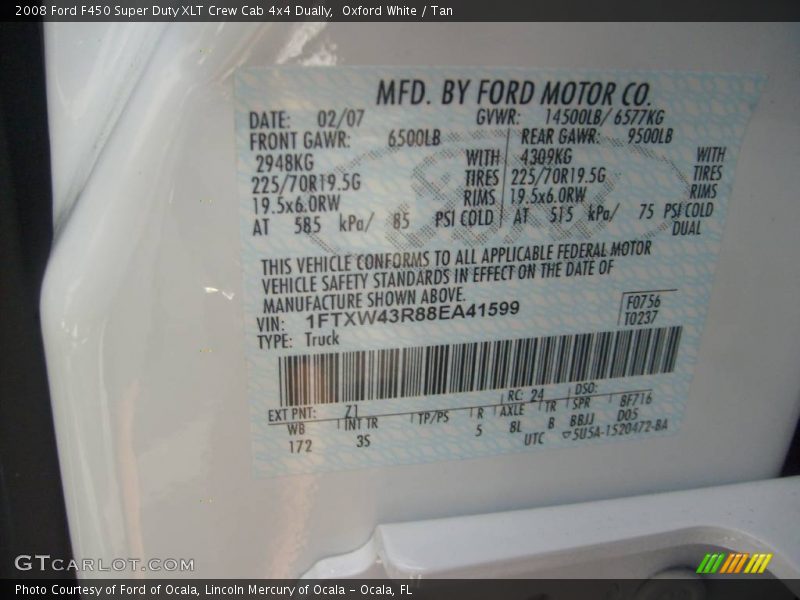 2008 Ford F450 Super Duty XLT Crew Cab 4x4 Dually,  Oxford White / Tan
MFD. BY FORD MOTOR CO.
DATE: 02/07 GVWR: 14500LB/ 6577KG
FRONT GAWR: 6500LB REAR GAWR: 9500LB
2948KG WITH 4309KG WITH
225/70R19.5G TIRES 225/70R19.5G TIRES
19.5x6.0RW RIMS 19.5x6.0RW RIMS
AT 585 kPa/ 85 PSI COLD AT 515 kPa/ 75 PSI COLD
DUAL
THIS VEHICLE CONFORMS TO ALL APPLICABLE FEDERAL MOTOR
VEHICLE SAFETY STANDARDS IN EFFECT ON THE DATE OF
MANUFACTURE SHOWN ABOVE.
VIN: 1FTXW43R88EA41599 F0756
TYPE: Truck T0237
EXT PNT: Z1 RC: 24 DSO:
WB INT TR TP/PS R AXLE TR SPR BF716
172 3S 5 8L B BBJJ D05
UTC ▽5U5A-1520472-BA
GTCARLOT.COM
Photo Courtesy of Ford of Ocala, Lincoln Mercury of Ocala - Ocala, FL